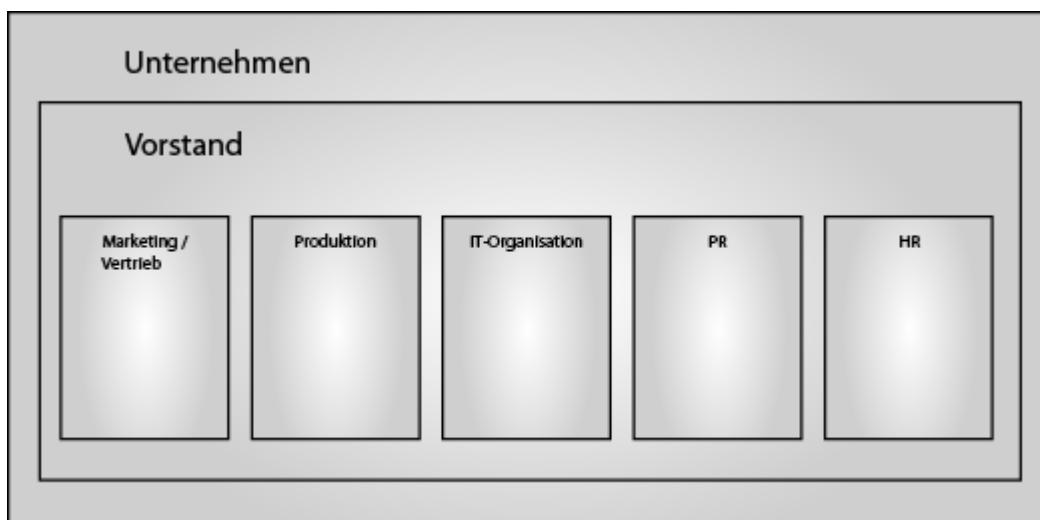 Unternehmen
Vorstand
Marketing /
Vertrieb
Produktion
IT-Organisation
PR
HR